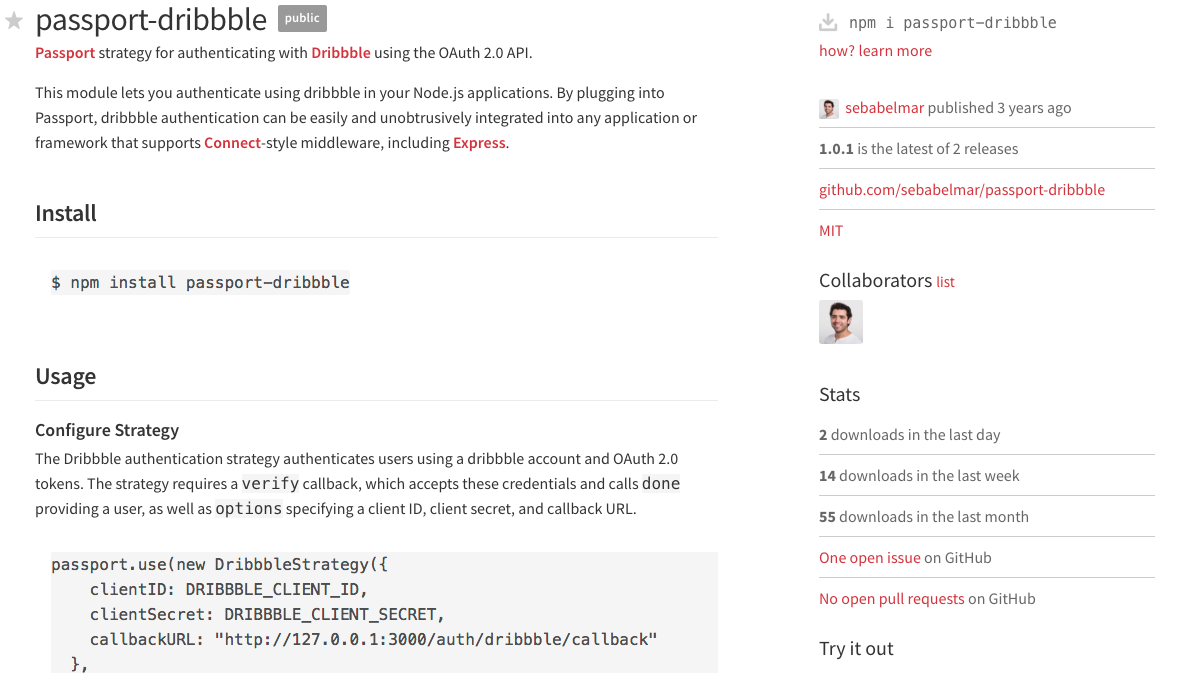 passport-dribbble public
Passport strategy for authenticating with Dribbble using the OAuth 2.0 API.
This module lets you authenticate using dribbble in your Node.js applications. By plugging into
Passport, dribbble authentication can be easily and unobtrusively integrated into any application or
framework that supports Connect-style middleware, including Express.
Install
$ npm install passport-dribbble
Usage
Configure Strategy
The Dribbble authentication strategy authenticates users using a dribbble account and OAuth 2.0
tokens. The strategy requires a verify callback, which accepts these credentials and calls done
providing a user, as well as options specifying a client ID, client secret, and callback URL.
passport.use(new DribbbleStrategy({
    clientID: DRIBBBLE_CLIENT_ID,
    clientSecret: DRIBBBLE_CLIENT_SECRET,
    callbackURL: "http://127.0.0.1:3000/auth/dribbble/callback"
  },
npm i passport-dribbble
how? learn more
sebabelmar published 3 years ago
1.0.1 is the latest of 2 releases
github.com/sebabelmar/passport-dribbble
MIT
Collaborators list
Stats
2 downloads in the last day
14 downloads in the last week
55 downloads in the last month
One open issue on GitHub
No open pull requests on GitHub
Try it out